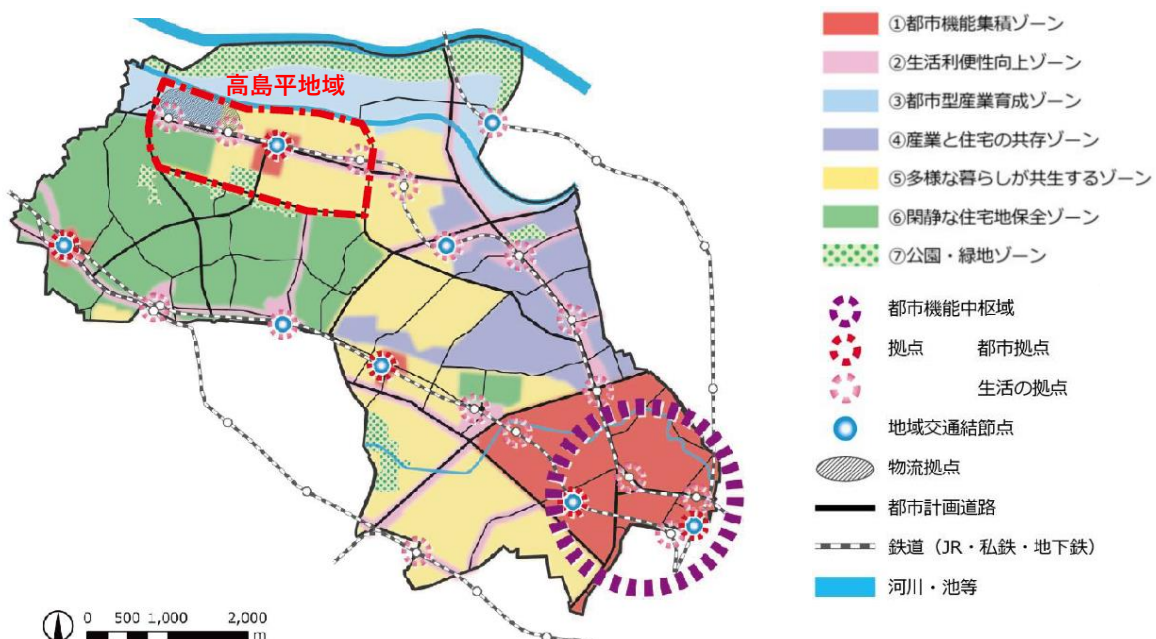 高島平地域
①都市機能集積ゾーン
②生活利便性向上ゾーン
③都市型産業育成ゾーン
④産業と住宅の共存ゾーン
⑤多様な暮らしが共生するゾーン
⑥閑静な住宅地保全ゾーン
⑦公園・緑地ゾーン
都市機能中枢域
拠点 都市拠点
生活の拠点
地域交通結節点
物流拠点
都市計画道路
鉄道（JR・私鉄・地下鉄）
河川・池等
0 500 1,000 2,000
m